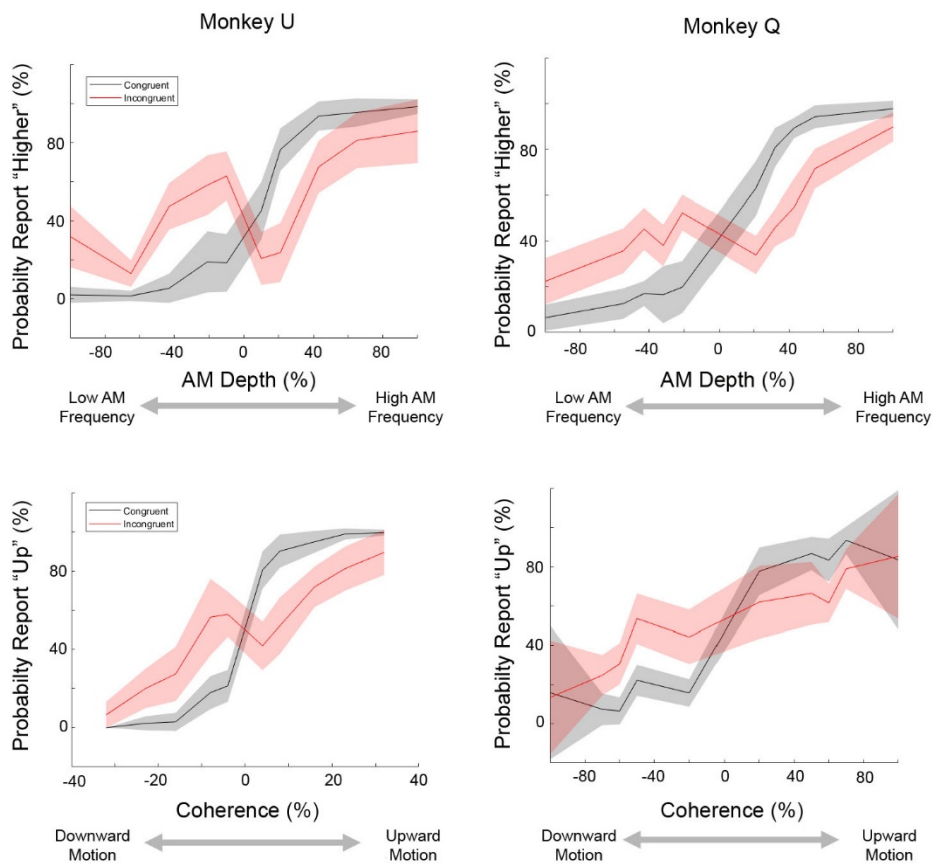 Monkey U
Monkey Q
Probabilty Report “Higher” (%)
Congruent
Incongruent
80
40
0
-80
-40
0
40
80
AM Depth (%)
Low AM
Frequency
High AM
Frequency
Probabilty Report “Higher” (%)
80
40
0
-80
-40
0
40
80
AM Depth (%)
Low AM
Frequency
High AM
Frequency
Probabilty Report “Up” (%)
Congruent
Incongruent
80
40
0
-40
-20
0
20
40
Coherence (%)
Downward
Motion
Upward
Motion
Probabilty Report “Up” (%)
80
40
0
-80
-40
0
40
80
Coherence (%)
Downward
Motion
Upward
Motion